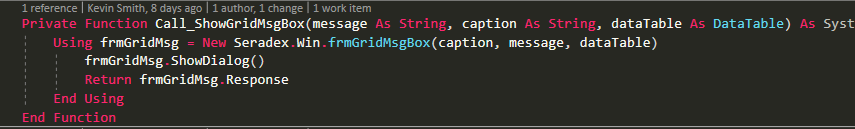 1 reference | Kevin Smith, 8 days ago | 1 author, 1 change | 1 work item
Private Function Call_ShowGridMsgBox(message As String, caption As String, dataTable As DataTable) As Syst
Using frmGridMsg = New Seradex.Win.frmGridMsgBox(caption, message, dataTable)
frmGridMsg.ShowDialog()
Return frmGridMsg.Response
End Using
End Function